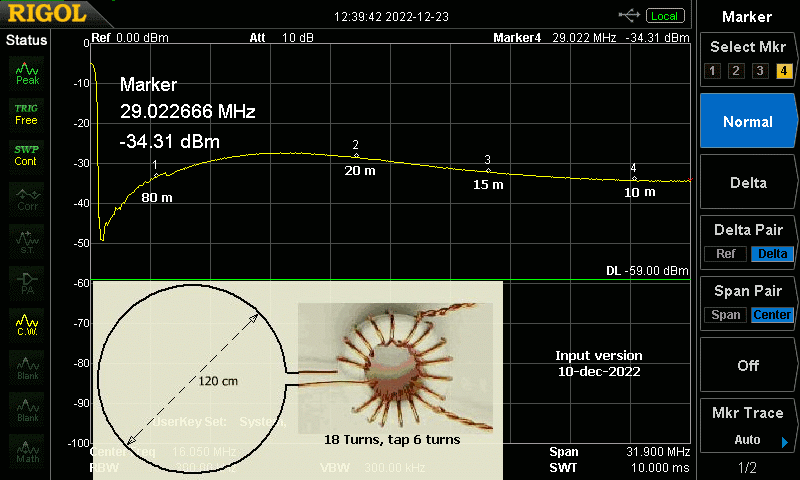 RIGOL
12:39:42 2022-12-23
Local
Marker
Status
Ref 0.00 dBm
Att 10 dB
Marker4 29.022 MHz -34.31 dBm
Select Mkr
1 2 3 4
Peak
TRIG
Free
SWP
Cont
Corr
S.T.
PA
C.W.
Blank
Blank
Math
0
-10
-20
-30
-40
-50
-60
-70
-80
-90
-100
Marker
29.022666 MHz
-34.31 dBm
1
80 m
2
20 m
3
15 m
4
10 m
DL -59.00 dBm
120 cm
18 Turns, tap 6 turns
Input version
10-dec-2022
UserKey Set: System,
Center Freq 16.050 MHz
Span 31.900 MHz
RBW 300.00 kHz
VBW 300.00 kHz
SWT 10.000 ms
Normal
Delta
Delta Pair
Ref Delta
Span Pair
Span Center
Off
Mkr Trace
Auto
1/2